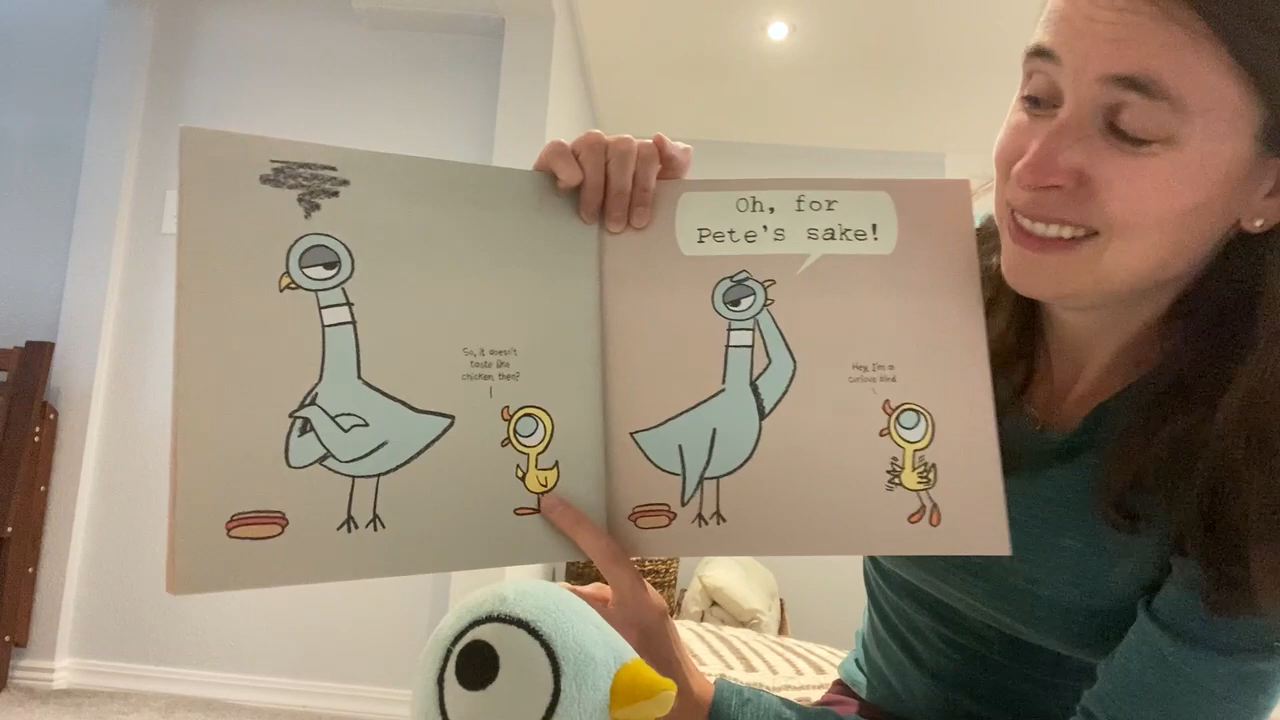 So, it doesn't
taste like
chicken, then?
Oh, for
Pete's sake!
Hey, I'm a
curious bird.